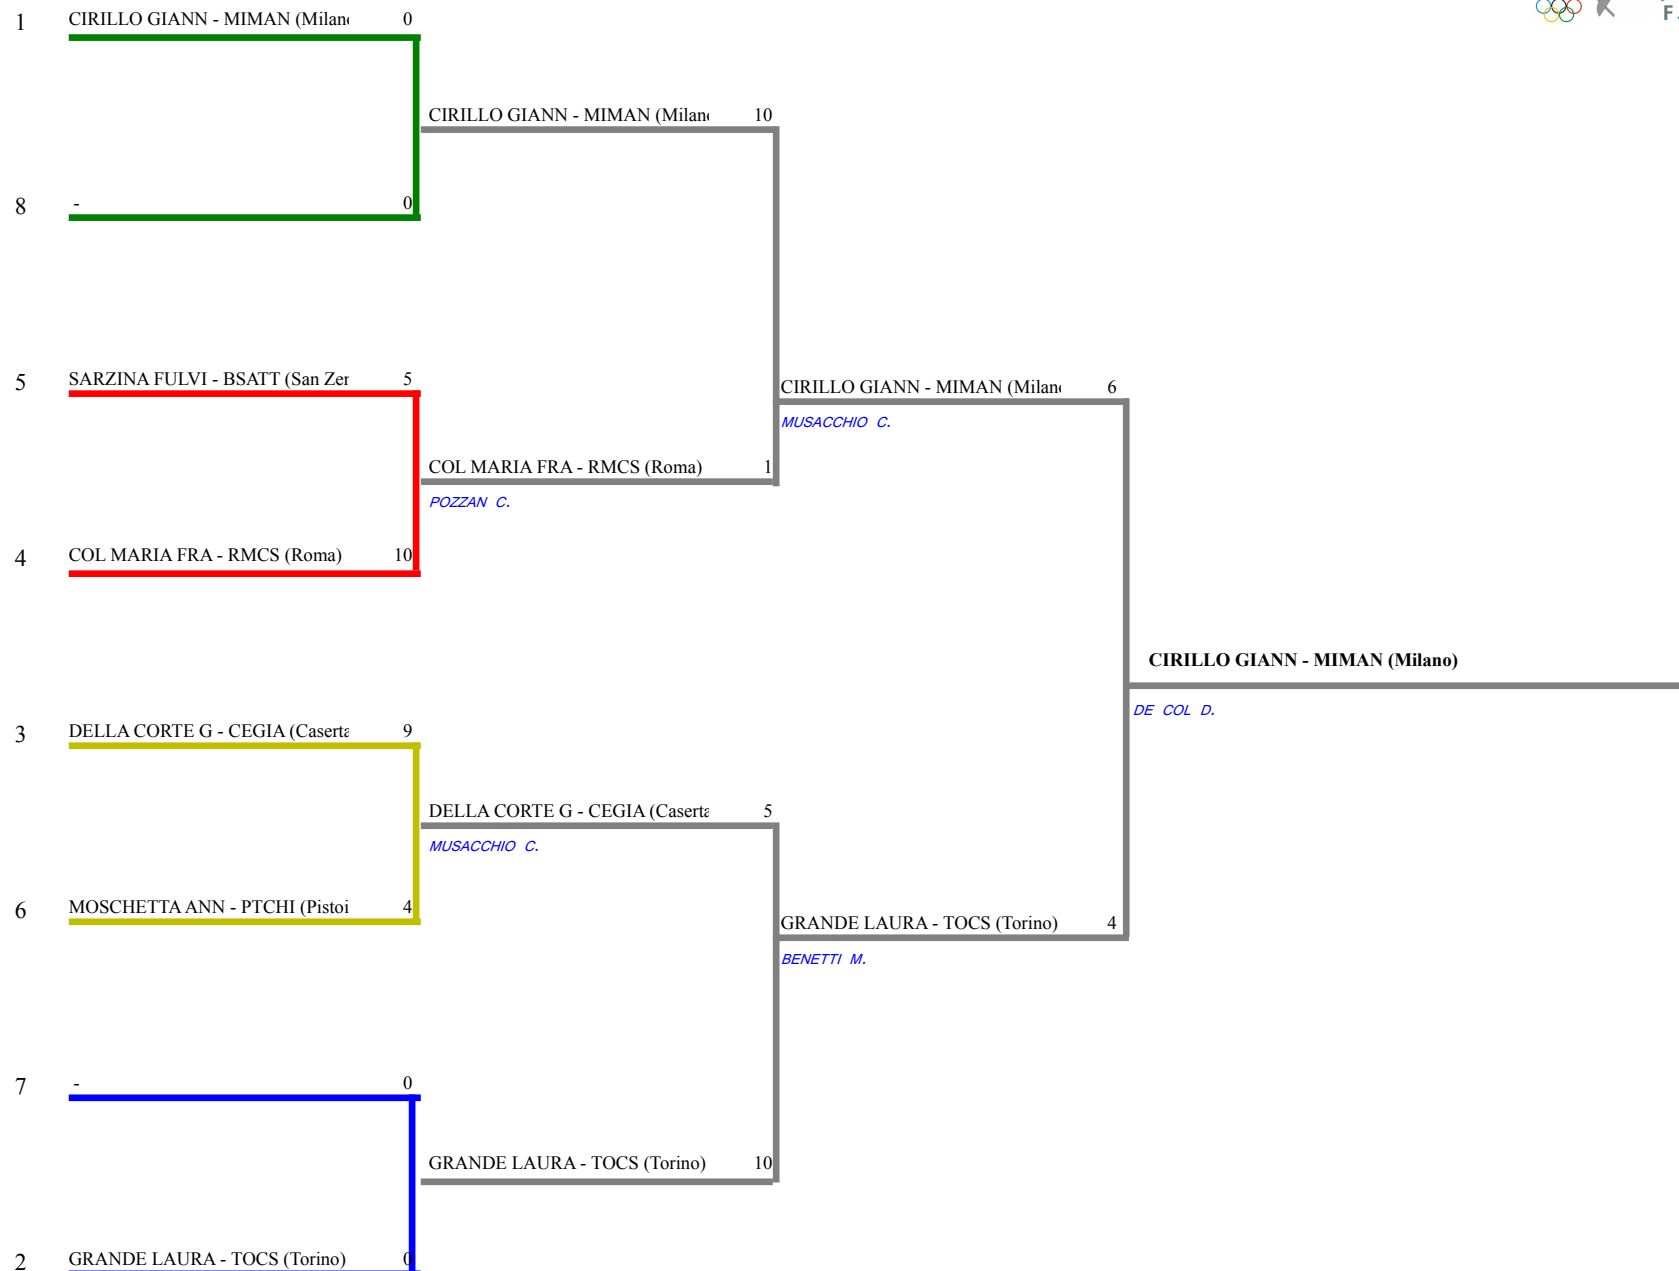 1 CIRILLO GIANN - MIMAN (Milan 0
CIRILLO GIANN - MIMAN (Milan 10
8 - 0
5 SARZINA FULVI - BSATT (San Zer 5
CIRILLO GIANN - MIMAN (Milan 6
MUSACCHIO C.
COL MARIA FRA - RMCS (Roma) 1
POZZAN C.
4 COL MARIA FRA - RMCS (Roma) 10
CIRILLO GIANN - MIMAN (Milano)
DE COL D.
3 DELLA CORTE G - CEGIA (Caserta 9
DELLA CORTE G - CEGIA (Caserta 5
MUSACCHIO C.
6 MOSCHETTA ANN - PTCHI (Pistoi 4
GRANDE LAURA - TOCS (Torino) 4
BENETTI M.
7 - 0
GRANDE LAURA - TOCS (Torino) 10
2 GRANDE LAURA - TOCS (Torino) 0